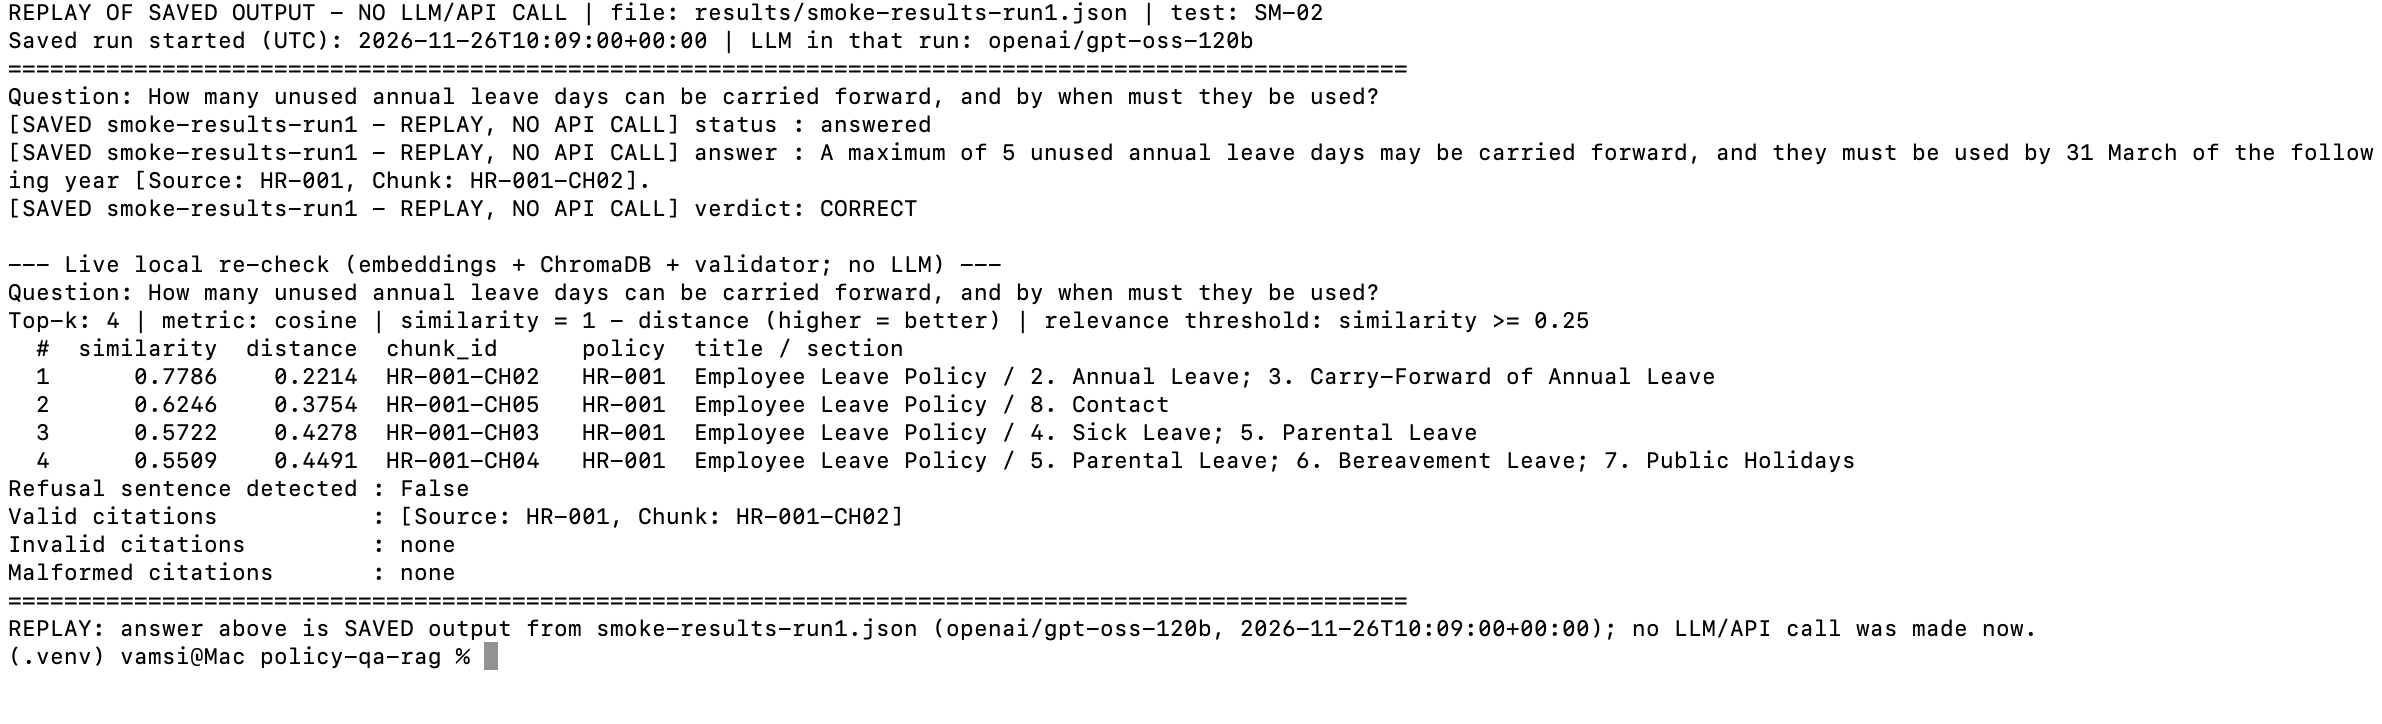 REPLAY OF SAVED OUTPUT - NO LLM/API CALL | file: results/smoke-results-run1.json | test: SM-02
Saved run started (UTC): 2026-11-26T10:09:00+00:00 | LLM in that run: openai/gpt-oss-120b
====================================================================================================
Question: How many unused annual leave days can be carried forward, and by when must they be used?
[SAVED smoke-results-run1 - REPLAY, NO API CALL] status : answered
[SAVED smoke-results-run1 - REPLAY, NO API CALL] answer : A maximum of 5 unused annual leave days may be carried forward, and they must be used by 31 March of the follow
ing year [Source: HR-001, Chunk: HR-001-CH02].
[SAVED smoke-results-run1 - REPLAY, NO API CALL] verdict: CORRECT

--- Live local re-check (embeddings + ChromaDB + validator; no LLM) ---
Question: How many unused annual leave days can be carried forward, and by when must they be used?
Top-k: 4 | metric: cosine | similarity = 1 - distance (higher = better) | relevance threshold: similarity >= 0.25
  #  similarity  distance  chunk_id      policy  title / section
  1      0.7786    0.2214  HR-001-CH02   HR-001  Employee Leave Policy / 2. Annual Leave; 3. Carry-Forward of Annual Leave
  2      0.6246    0.3754  HR-001-CH05   HR-001  Employee Leave Policy / 8. Contact
  3      0.5722    0.4278  HR-001-CH03   HR-001  Employee Leave Policy / 4. Sick Leave; 5. Parental Leave
  4      0.5509    0.4491  HR-001-CH04   HR-001  Employee Leave Policy / 5. Parental Leave; 6. Bereavement Leave; 7. Public Holidays
Refusal sentence detected : False
Valid citations           : [Source: HR-001, Chunk: HR-001-CH02]
Invalid citations         : none
Malformed citations       : none
====================================================================================================
REPLAY: answer above is SAVED output from smoke-results-run1.json (openai/gpt-oss-120b, 2026-11-26T10:09:00+00:00); no LLM/API call was made now.
(.venv) vamsi@Mac policy-qa-rag %